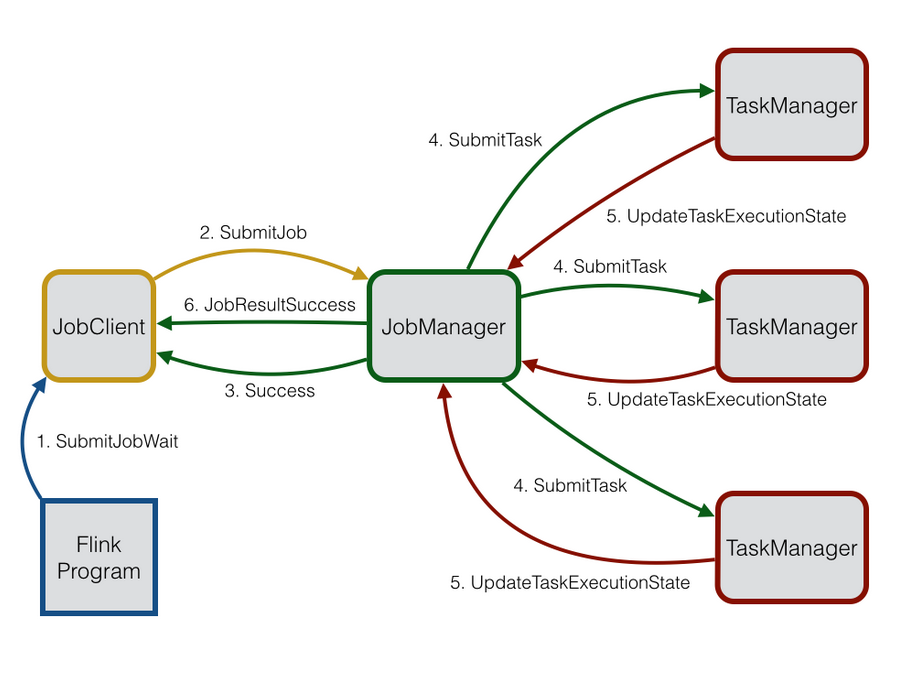 TaskManager
4. SubmitTask
5. UpdateTaskExecutionState
2. SubmitJob
4. SubmitTask
6. JobResultSuccess
JobClient
JobManager
TaskManager
3. Success
5. UpdateTaskExecutionState
1. SubmitJobWait
4. SubmitTask
Flink
Program
TaskManager
5. UpdateTaskExecutionState